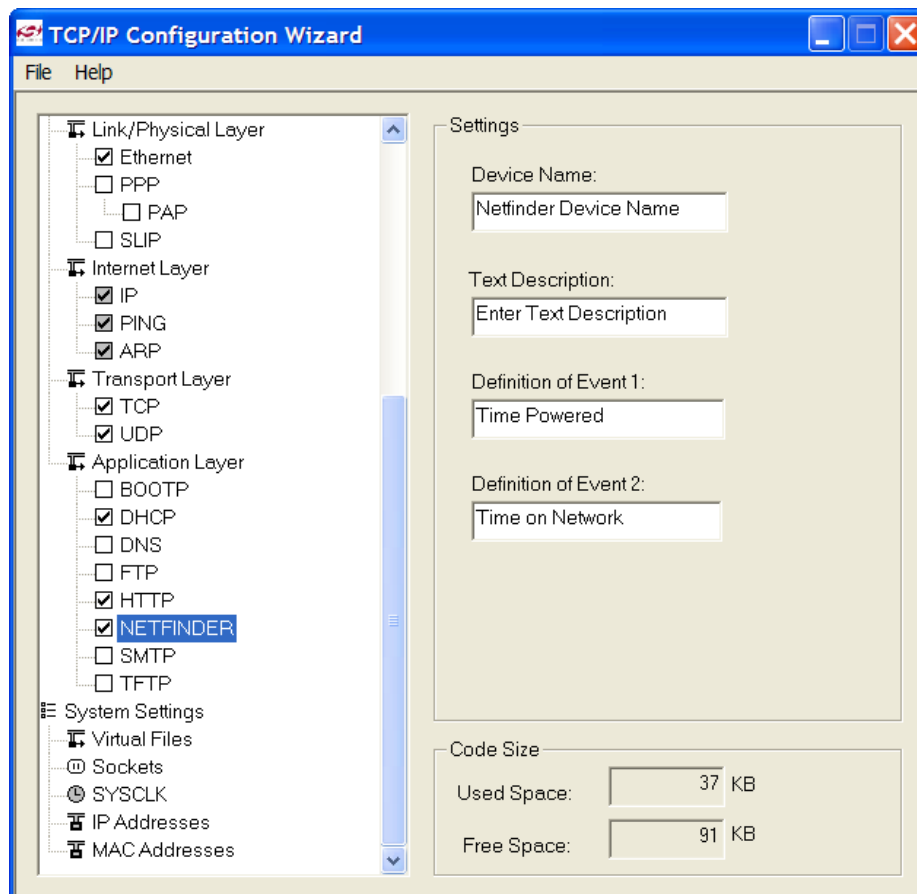 TCP/IP Configuration Wizard
File Help
Link/Physical Layer
Ethernet
PPP
PAP
SLIP
Internet Layer
IP
PING
ARP
Transport Layer
TCP
UDP
Application Layer
BOOTP
DHCP
DNS
FTP
HTTP
NETFINDER
SMTP
TFTP
System Settings
Virtual Files
Sockets
SYSCLK
IP Addresses
MAC Addresses
Settings
Device Name:
Netfinder Device Name
Text Description:
Enter Text Description
Definition of Event 1:
Time Powered
Definition of Event 2:
Time on Network
Code Size
Used Space: 37 KB
Free Space: 91 KB